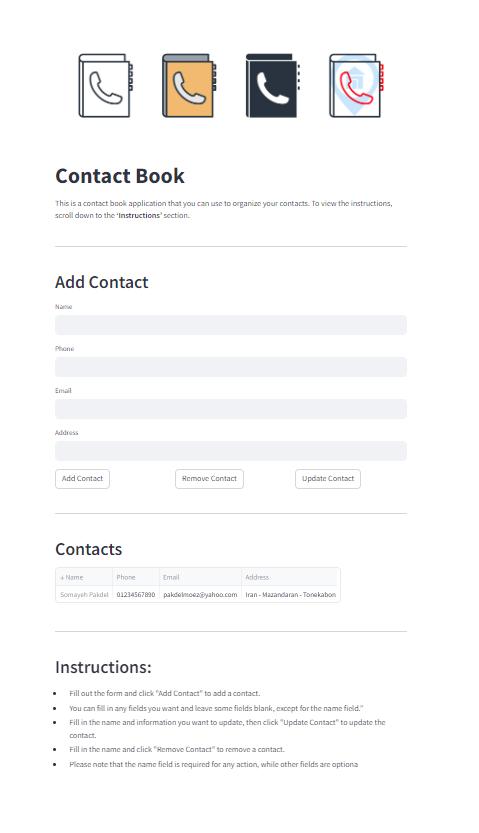 Contact Book
This is a contact book application that you can use to organize your contacts. To view the instructions,
scroll down to the 'Instructions' section.
Add Contact
Name
Phone
Email
Address
Add Contact Remove Contact Update Contact
Contacts
Name Phone Email Address
Somayeh Pakdel 01234567890 pakdelmoez@yahoo.com Iran - Mazandaran - Tonekabon
Instructions:
• Fill out the form and click "Add Contact" to add a contact.
• You can fill in any fields you want and leave some fields blank, except for the name field."
• Fill in the name and information you want to update, then click "Update Contact" to update the
contact.
• Fill in the name and click "Remove Contact" to remove a contact.
• Please note that the name field is required for any action, while other fields are optiona